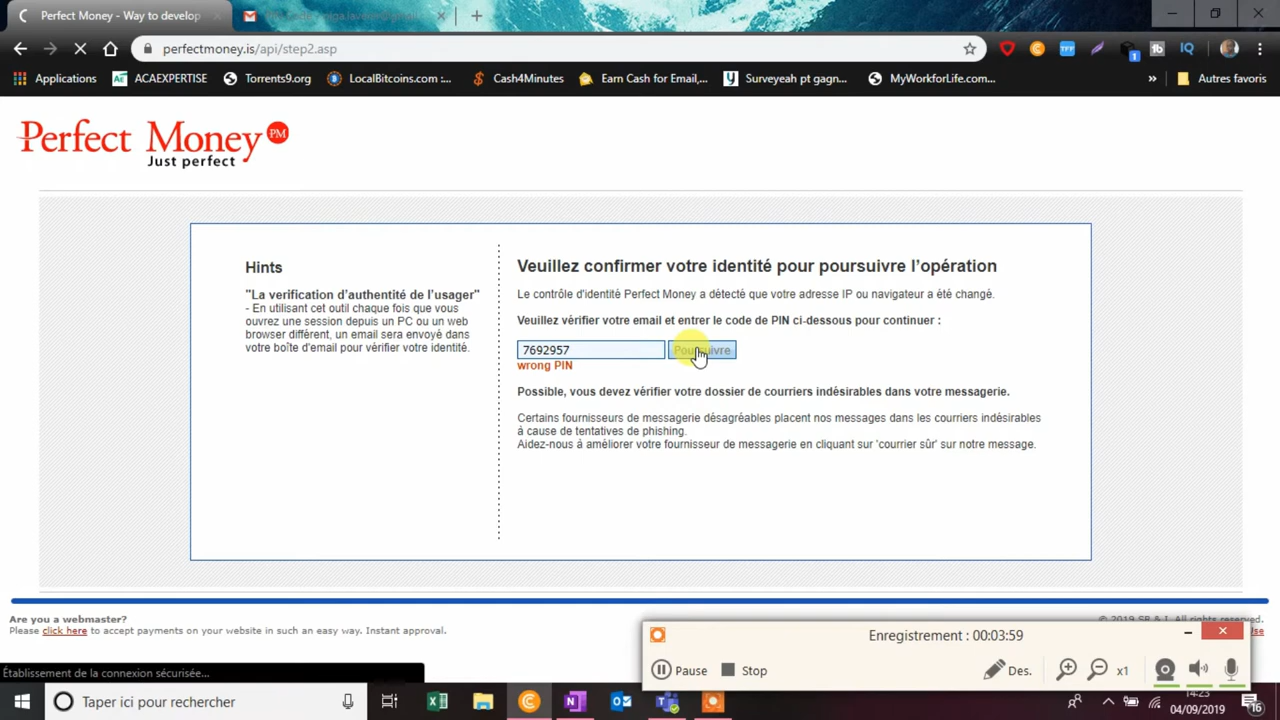 Perfect Money - Way to develop
perfectmoney.is/api/step2.asp
Applications ACAEXPERTISE Torrents9.org LocalBitcoins.com :... Cash4Minutes Earn Cash for Email,... Surveyeah pt gagn... MyWorkforLife.com... » Autres favoris
Perfect Money PM
Just perfect
Hints
"La verification d'authenticité de l'usager"
- En utilisant cet outil chaque fois que vous
ouvrez une session depuis un PC ou un web
browser différent, un email sera envoyé dans
votre boîte d'email pour vérifier votre identité.
Veuillez confirmer votre identité pour poursuivre l'opération
Le contrôle d'identité Perfect Money a détecté que votre adresse IP ou navigateur a été changé.
Veuillez vérifier votre email et entrer le code de PIN ci-dessous pour continuer :
7692957 Poursuivre
wrong PIN
Possible, vous devez vérifier votre dossier de courriers indésirables dans votre messagerie.
Certains fournisseurs de messagerie désagréables placent nos messages dans les courriers indésirables
à cause de tentatives de phishing.
Aidez-nous à améliorer votre fournisseur de messagerie en cliquant sur 'courrier sûr' sur notre message.
Are you a webmaster?
Please click here to accept payments on your website in such an easy way. Instant approval.
© 2019 SR & I. All rights reserved.
Enregistrement : 00:03:59
Pause Stop Des. x1
Établissement de la connexion sécurisée...
Taper ici pour rechercher
14:23
04/09/2019
16